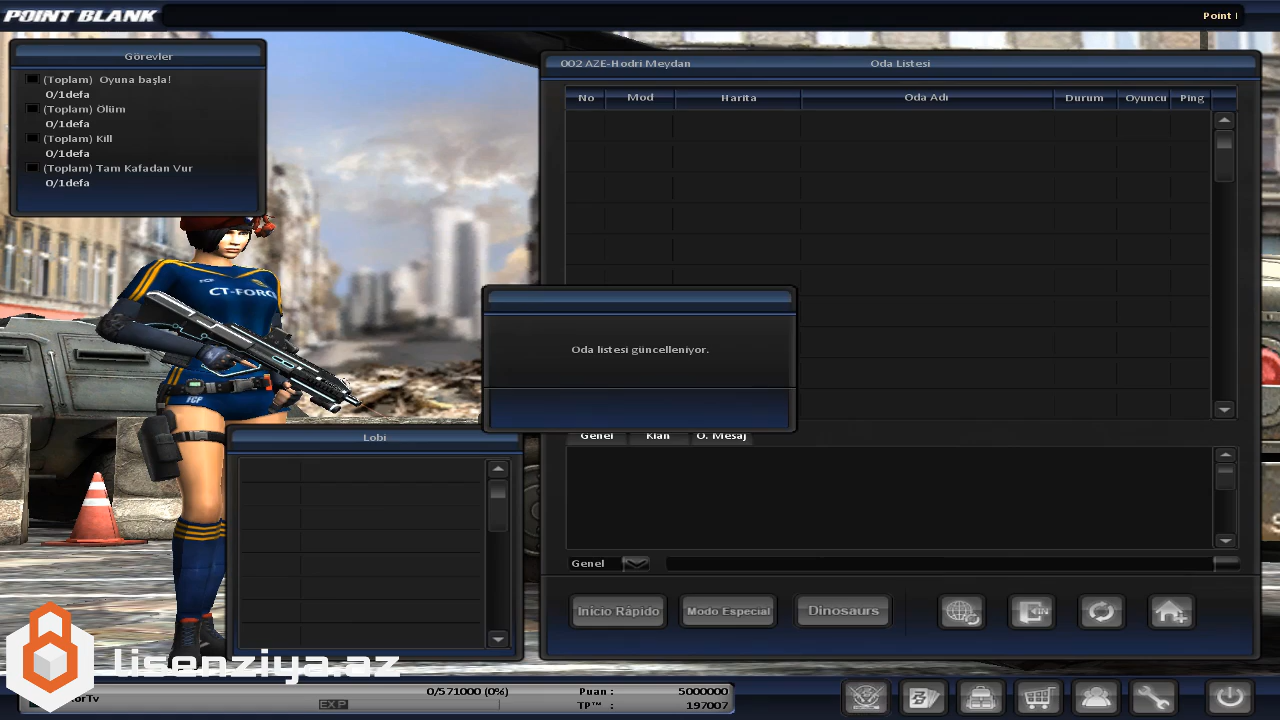 POINT BLANK
Point
Görevler
(Toplam) Oyuna başla!
0/1defa
(Toplam) Ölüm
0/1defa
(Toplam) Kill
0/1defa
(Toplam) Tam Kafadan Vur
0/1defa
002 AZE-Hodri Meydan
Oda Listesi
No Mod Harita Oda Adı Durum Oyuncu Ping
CT-FORC
FCP
Oda listesi güncelleniyor.
Genel Klan Ö. Mesaj
Lobi
Genel
Inicio Rápido
Modo Especial
Dinosaurs
lisenziya.az
orTv
0/571000 (0%)
EXP
Puan : 5000000
TP™ : 197007